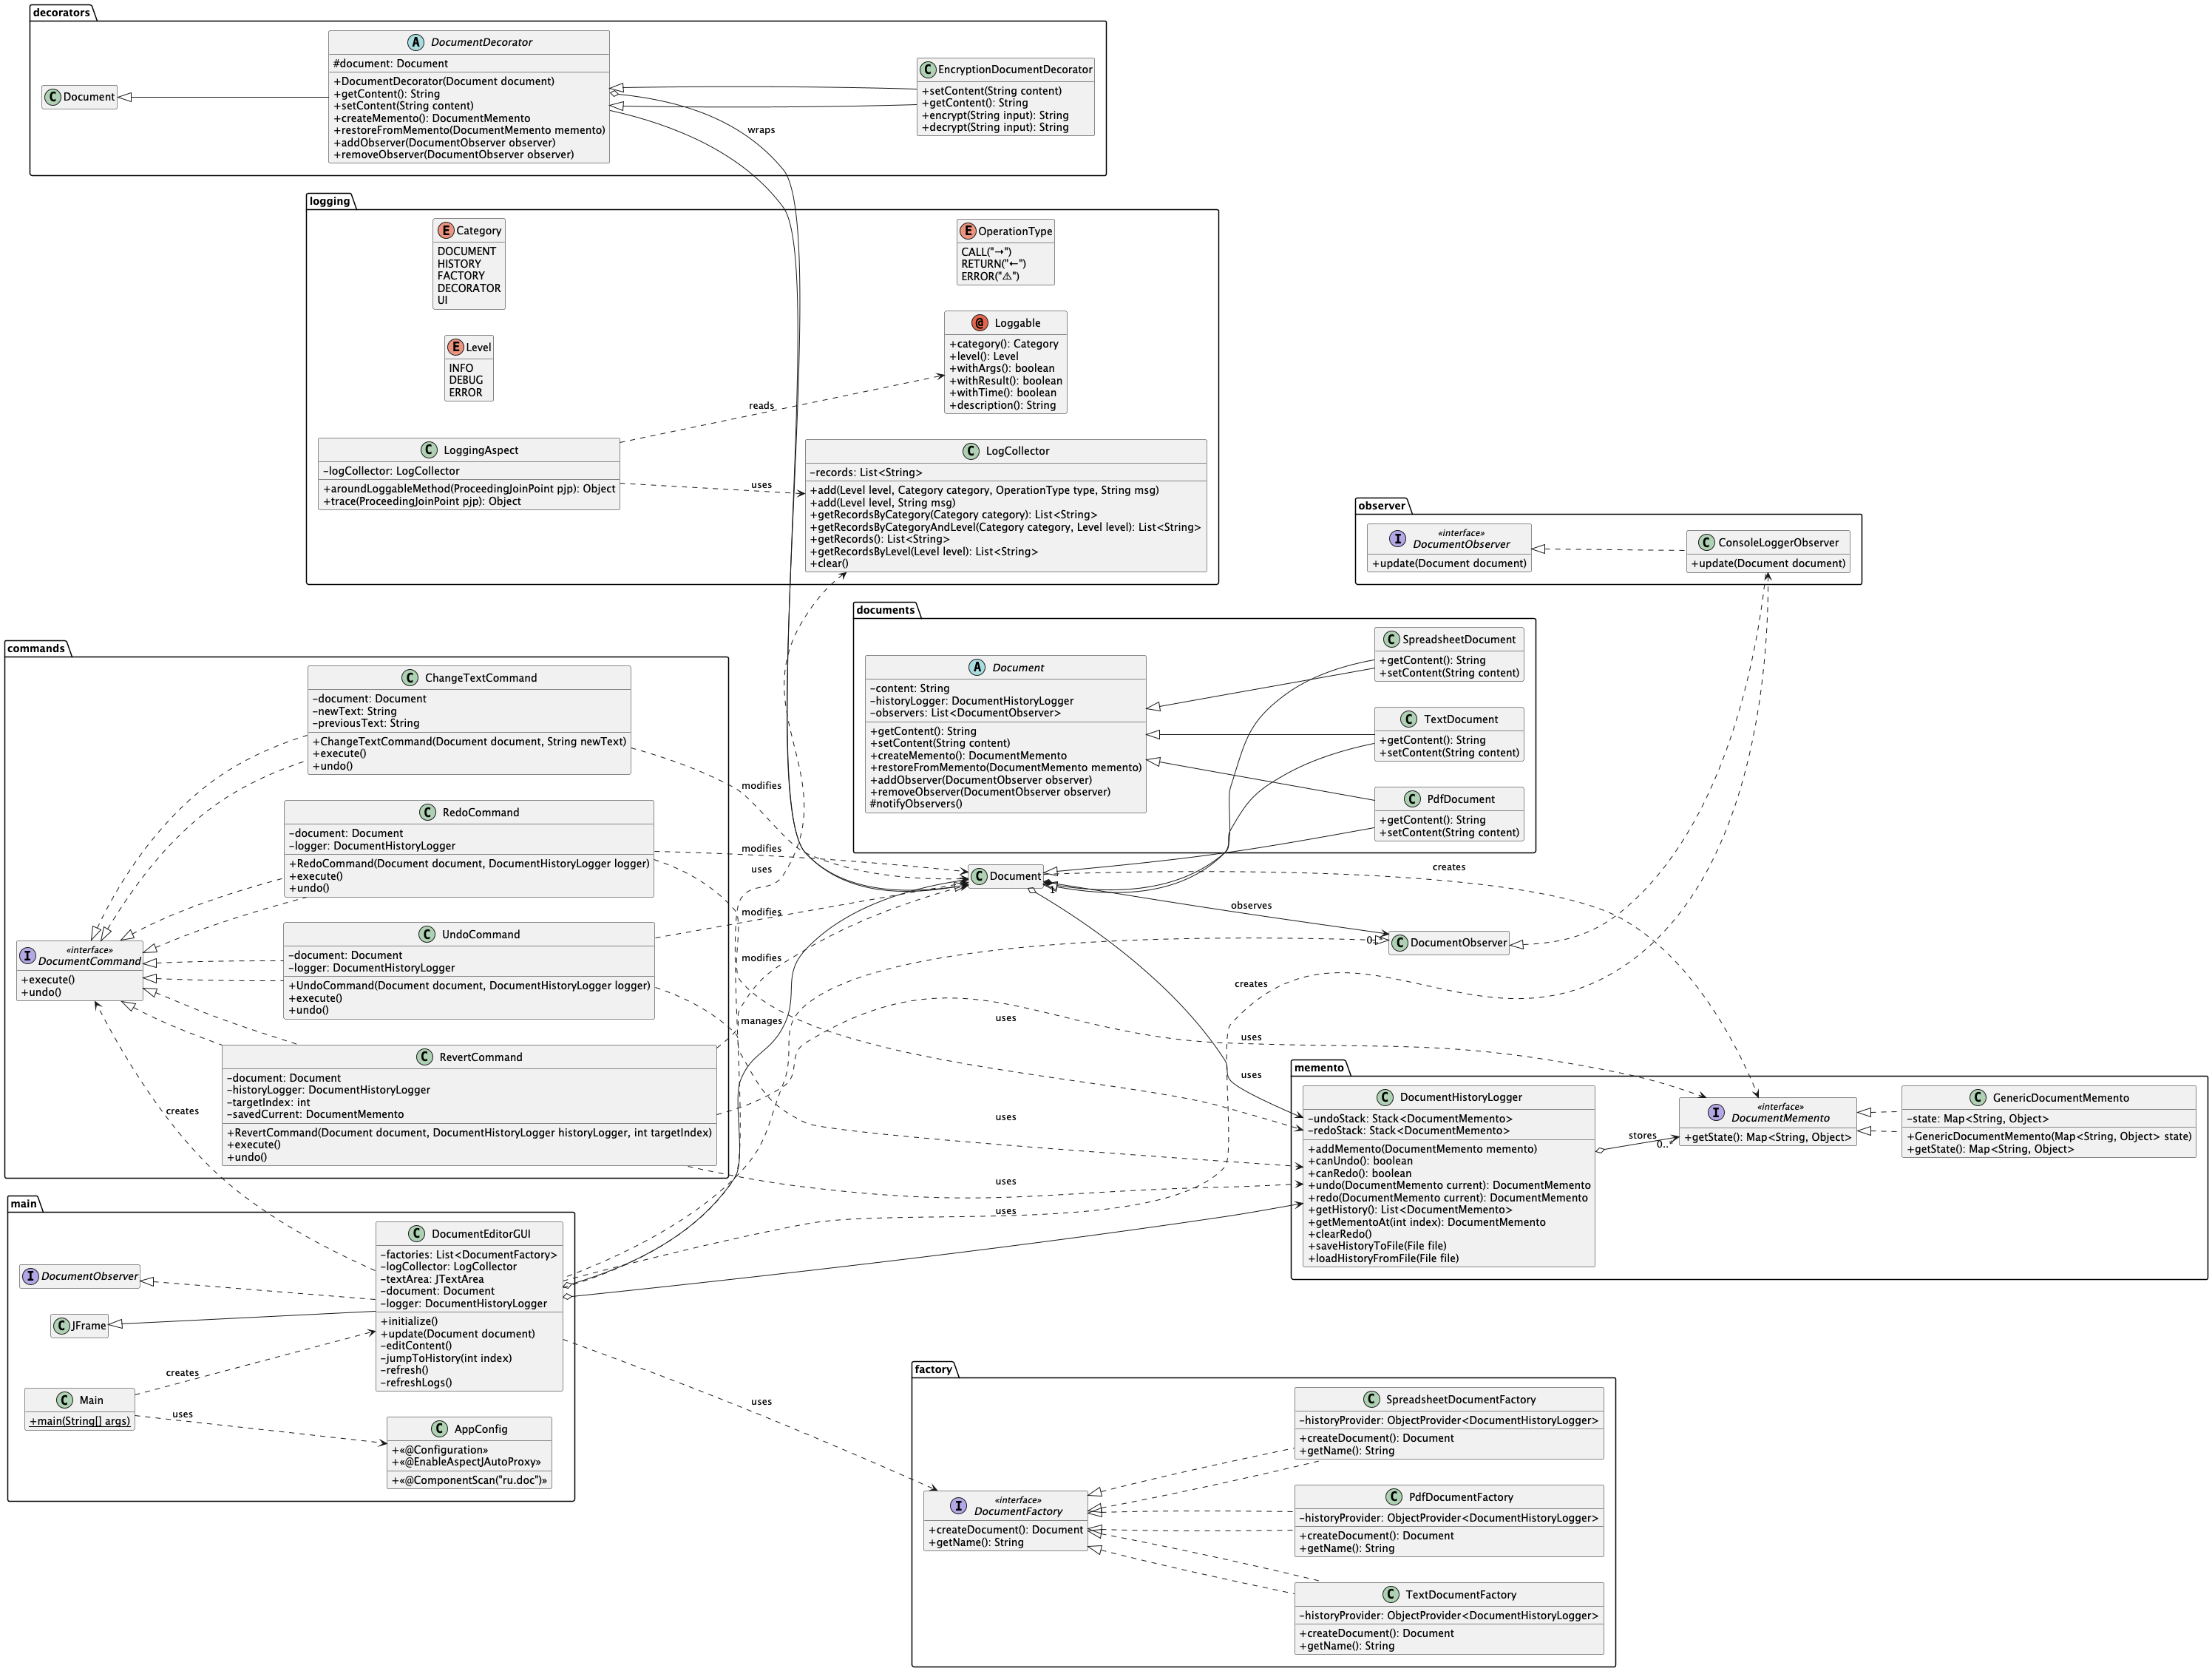 decorators
Document
DocumentDecorator
#document: Document
+DocumentDecorator(Document document)
+getContent(): String
+setContent(String content)
+createMemento(): DocumentMemento
+restoreFromMemento(DocumentMemento memento)
+addObserver(DocumentObserver observer)
+removeObserver(DocumentObserver observer)
EncryptionDocumentDecorator
+setContent(String content)
+getContent(): String
+encrypt(String input): String
+decrypt(String input): String
wraps
logging
Category
DOCUMENT
HISTORY
FACTORY
DECORATOR
UI
OperationType
CALL("→")
RETURN("←")
ERROR("⚠")
Level
INFO
DEBUG
ERROR
Loggable
+category(): Category
+level(): Level
+withArgs(): boolean
+withResult(): boolean
+withTime(): boolean
+description(): String
reads
LoggingAspect
−logCollector: LogCollector
+aroundLoggableMethod(ProceedingJoinPoint pjp): Object
+trace(ProceedingJoinPoint pjp): Object
uses
LogCollector
−records: List<String>
+add(Level level, Category category, OperationType type, String msg)
+add(Level level, String msg)
+getRecordsByCategory(Category category): List<String>
+getRecordsByCategoryAndLevel(Category category, Level level): List<String>
+getRecords(): List<String>
+getRecordsByLevel(Level level): List<String>
+clear()
observer
«interface»
DocumentObserver
+update(Document document)
ConsoleLoggerObserver
+update(Document document)
documents
Document
−content: String
−historyLogger: DocumentHistoryLogger
−observers: List<DocumentObserver>
+getContent(): String
+setContent(String content)
+createMemento(): DocumentMemento
+restoreFromMemento(DocumentMemento memento)
+addObserver(DocumentObserver observer)
+removeObserver(DocumentObserver observer)
#notifyObservers()
SpreadsheetDocument
+getContent(): String
+setContent(String content)
TextDocument
+getContent(): String
+setContent(String content)
PdfDocument
+getContent(): String
+setContent(String content)
commands
ChangeTextCommand
−document: Document
−newText: String
−previousText: String
+ChangeTextCommand(Document document, String newText)
+execute()
+undo()
modifies
RedoCommand
−document: Document
−logger: DocumentHistoryLogger
+RedoCommand(Document document, DocumentHistoryLogger logger)
+execute()
+undo()
modifies
uses
UndoCommand
−document: Document
−logger: DocumentHistoryLogger
+UndoCommand(Document document, DocumentHistoryLogger logger)
+execute()
+undo()
modifies
modifies
«interface»
DocumentCommand
+execute()
+undo()
RevertCommand
−document: Document
−historyLogger: DocumentHistoryLogger
−targetIndex: int
−savedCurrent: DocumentMemento
+RevertCommand(Document document, DocumentHistoryLogger historyLogger, int targetIndex)
+execute()
+undo()
manages
creates
Document
1
creates
observes
0..
DocumentObserver
creates
uses
uses
uses
uses
uses
uses
memento
DocumentHistoryLogger
−undoStack: Stack<DocumentMemento>
−redoStack: Stack<DocumentMemento>
+addMemento(DocumentMemento memento)
+canUndo(): boolean
+canRedo(): boolean
+undo(DocumentMemento current): DocumentMemento
+redo(DocumentMemento current): DocumentMemento
+getHistory(): List<DocumentMemento>
+getMementoAt(int index): DocumentMemento
+clearRedo()
+saveHistoryToFile(File file)
+loadHistoryFromFile(File file)
stores
0..
«interface»
DocumentMemento
+getState(): Map<String, Object>
GenericDocumentMemento
−state: Map<String, Object>
+GenericDocumentMemento(Map<String, Object> state)
+getState(): Map<String, Object>
main
DocumentEditorGUI
−factories: List<DocumentFactory>
−logCollector: LogCollector
−textArea: JTextArea
−document: Document
−logger: DocumentHistoryLogger
+initialize()
+update(Document document)
−editContent()
−jumpToHistory(int index)
−refresh()
−refreshLogs()
DocumentObserver
JFrame
creates
Main
+main(String[] args)
uses
AppConfig
+«@Configuration»
+«@EnableAspectJAutoProxy»
+«@ComponentScan("ru.doc")»
uses
factory
«interface»
DocumentFactory
+createDocument(): Document
+getName(): String
SpreadsheetDocumentFactory
−historyProvider: ObjectProvider<DocumentHistoryLogger>
+createDocument(): Document
+getName(): String
PdfDocumentFactory
−historyProvider: ObjectProvider<DocumentHistoryLogger>
+createDocument(): Document
+getName(): String
TextDocumentFactory
−historyProvider: ObjectProvider<DocumentHistoryLogger>
+createDocument(): Document
+getName(): String